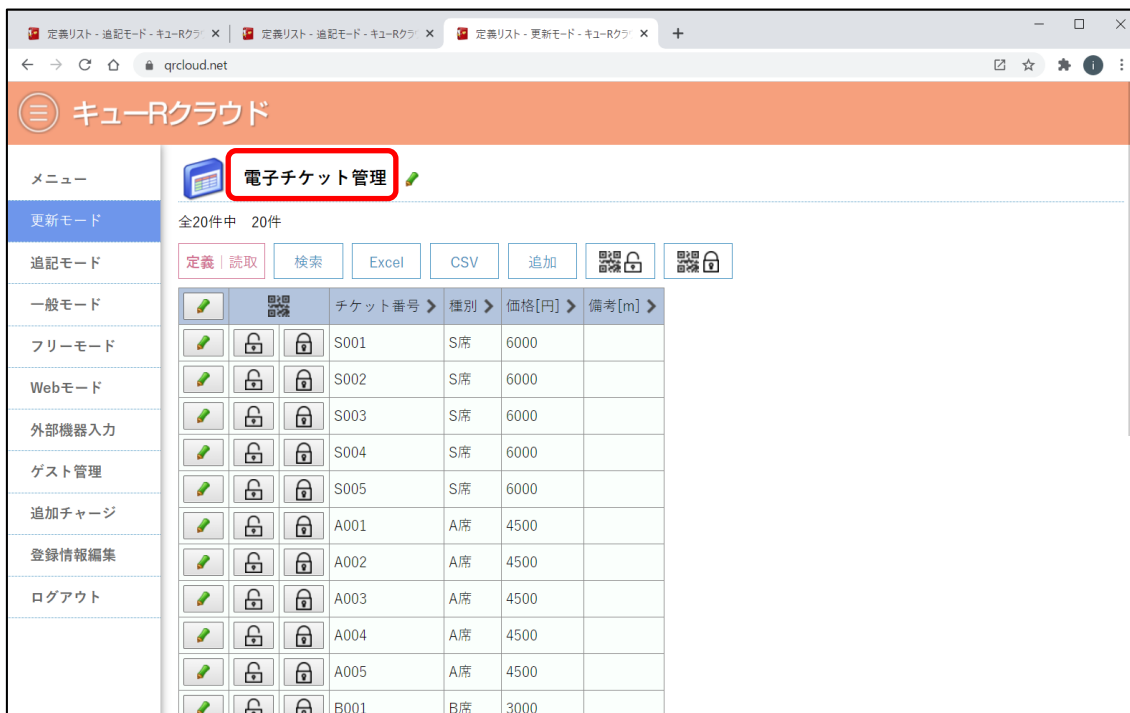 定義リスト - 追記モード - キューRクラ
定義リスト - 追記モード - キューRクラ
定義リスト - 更新モード - キューRクラ
qrcloud.net
i
キューRクラウド
メニュー
更新モード
追記モード
一般モード
フリーモード
Webモード
外部機器入力
ゲスト管理
追加チャージ
登録情報編集
ログアウト
電子チケット管理
全20件中 20件
定義 | 読取 検索 Excel CSV 追加
チケット番号 種別 価格[円] 備考[m]
S001 S席 6000
S002 S席 6000
S003 S席 6000
S004 S席 6000
S005 S席 6000
A001 A席 4500
A002 A席 4500
A003 A席 4500
A004 A席 4500
A005 A席 4500
B001 B席 3000